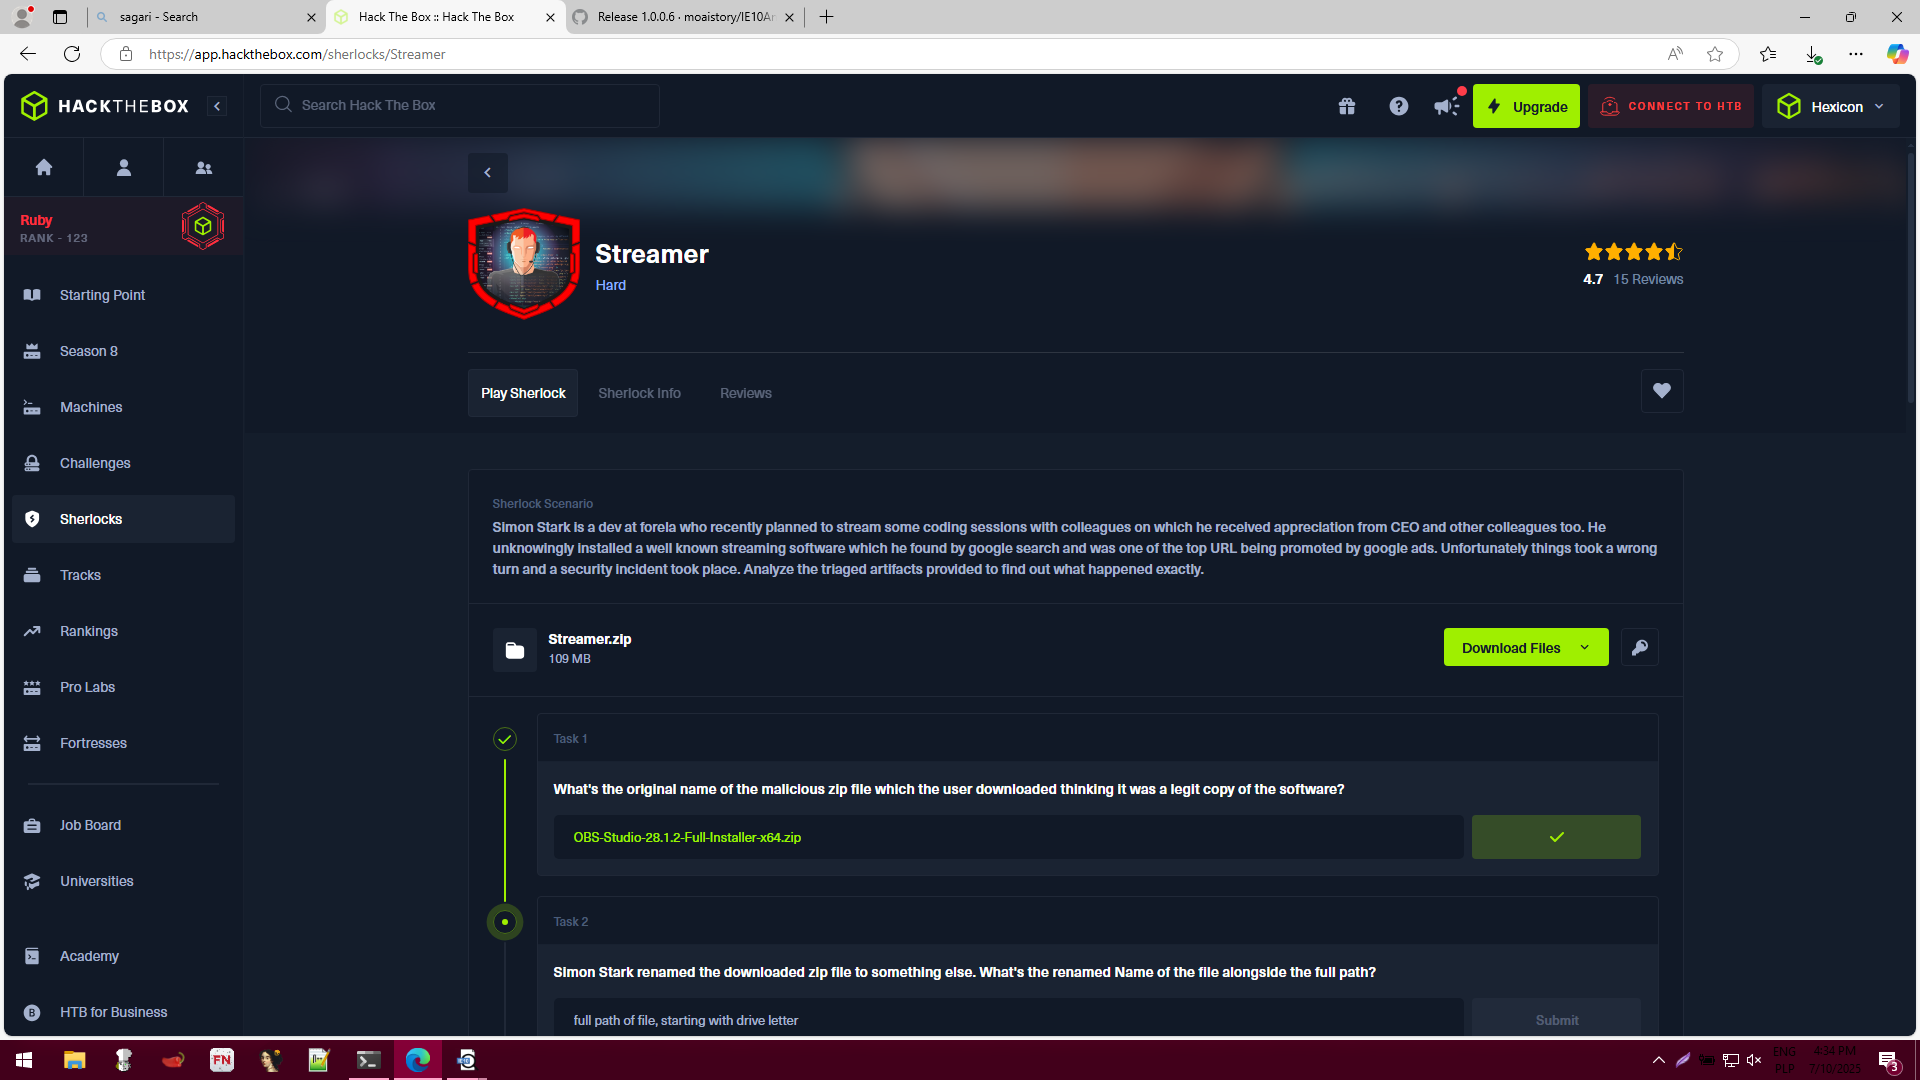 sagari - Search
Hack The Box :: Hack The Box
Release 1.0.0.6 · moaistory/IE10An
https://app.hackthebox.com/sherlocks/Streamer
HACKTHEBOX
Search Hack The Box
Upgrade
CONNECT TO HTB
Hexicon
Ruby
RANK - 123
Starting Point
Season 8
Machines
Challenges
Sherlocks
Tracks
Rankings
Pro Labs
Fortresses
Job Board
Universities
Academy
HTB for Business
Streamer
Hard
4.7 15 Reviews
Play Sherlock
Sherlock Info
Reviews
Sherlock Scenario
Simon Stark is a dev at forela who recently planned to stream some coding sessions with colleagues on which he received appreciation from CEO and other colleagues too. He
unknowingly installed a well known streaming software which he found by google search and was one of the top URL being promoted by google ads. Unfortunately things took a wrong
turn and a security incident took place. Analyze the triaged artifacts provided to find out what happened exactly.
Streamer.zip
109 MB
Download Files
Task 1
What's the original name of the malicious zip file which the user downloaded thinking it was a legit copy of the software?
OBS-Studio-28.1.2-Full-Installer-x64.zip
Task 2
Simon Stark renamed the downloaded zip file to something else. What's the renamed Name of the file alongside the full path?
full path of file, starting with drive letter
Submit
FN
ENG
PLP
4:34 PM
7/10/2025
3